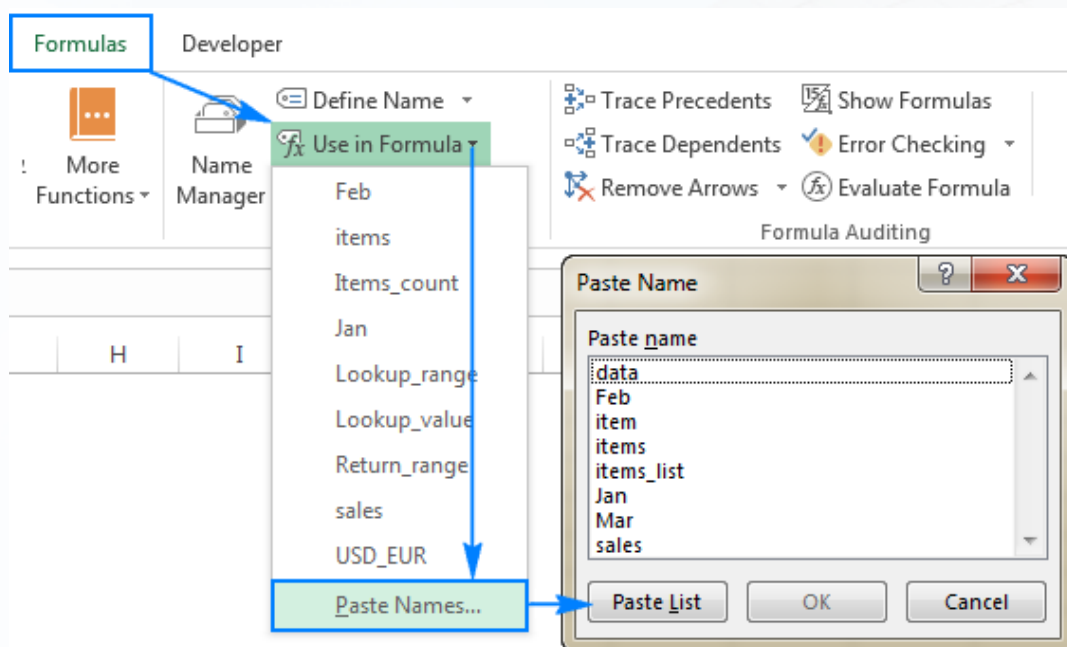 Formulas Developer
Define Name
Trace Precedents Show Formulas
Use in Formula
Trace Dependents Error Checking
More Functions
Name Manager
Remove Arrows Evaluate Formula
Formula Auditing
Feb
items
Items_count
Jan
Lookup_range
Lookup_value
Return_range
sales
USD_EUR
Paste Names...
H I
Paste Name
Paste name
data
Feb
item
items
items_list
Jan
Mar
sales
Paste List OK Cancel